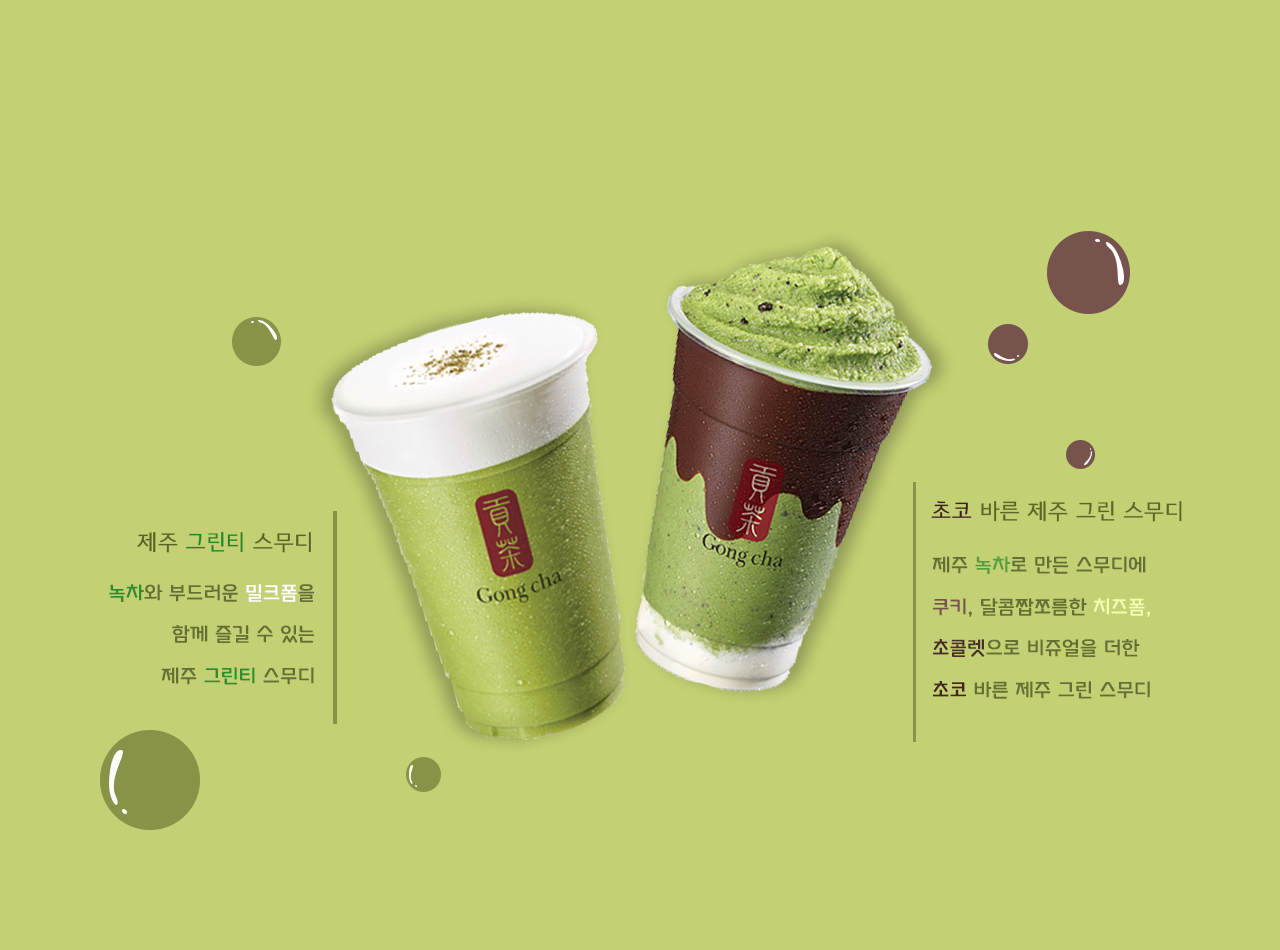 제주 그린티 스무디
녹차와 부드러운 밀크폼을
함께 즐길 수 있는
제주 그린티 스무디
貢茶
Gong cha
貢茶
Gong cha
초코 바른 제주 그린 스무디
제주 녹차로 만든 스무디에
쿠키, 달콤짭쪼름한 치즈폼,
초콜렛으로 비쥬얼을 더한
초코 바른 제주 그린 스무디